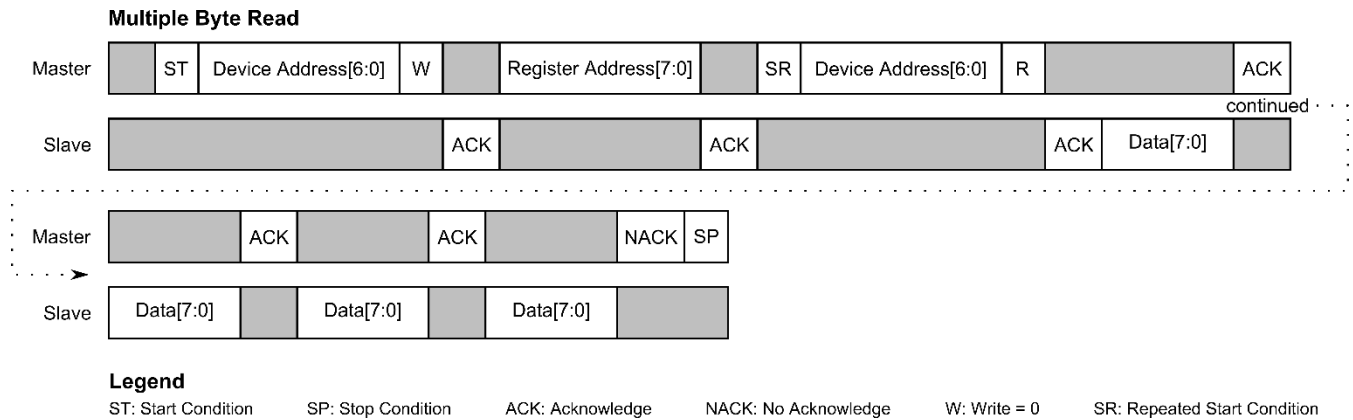 Multiple Byte Read
Master ST Device Address[6:0] W Register Address[7:0] SR Device Address[6:0] R ACK
continued
Slave ACK ACK ACK Data[7:0]
Master ACK ACK NACK SP
Slave Data[7:0] Data[7:0] Data[7:0]
Legend
ST: Start Condition SP: Stop Condition ACK: Acknowledge NACK: No Acknowledge W: Write = 0 SR: Repeated Start Condition